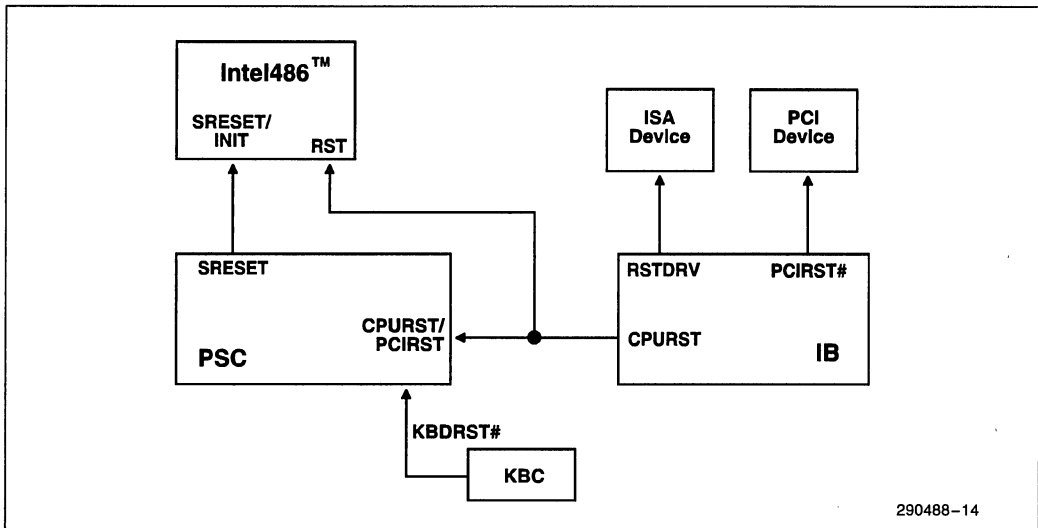 Intel486™
SRESET/
INIT
RST
ISA
Device
PCI
Device
SRESET
CPURST/
PCIRST
PSC
RSTDRV
PCIRST#
CPURST
IB
KBDRST#
KBC
290488–14